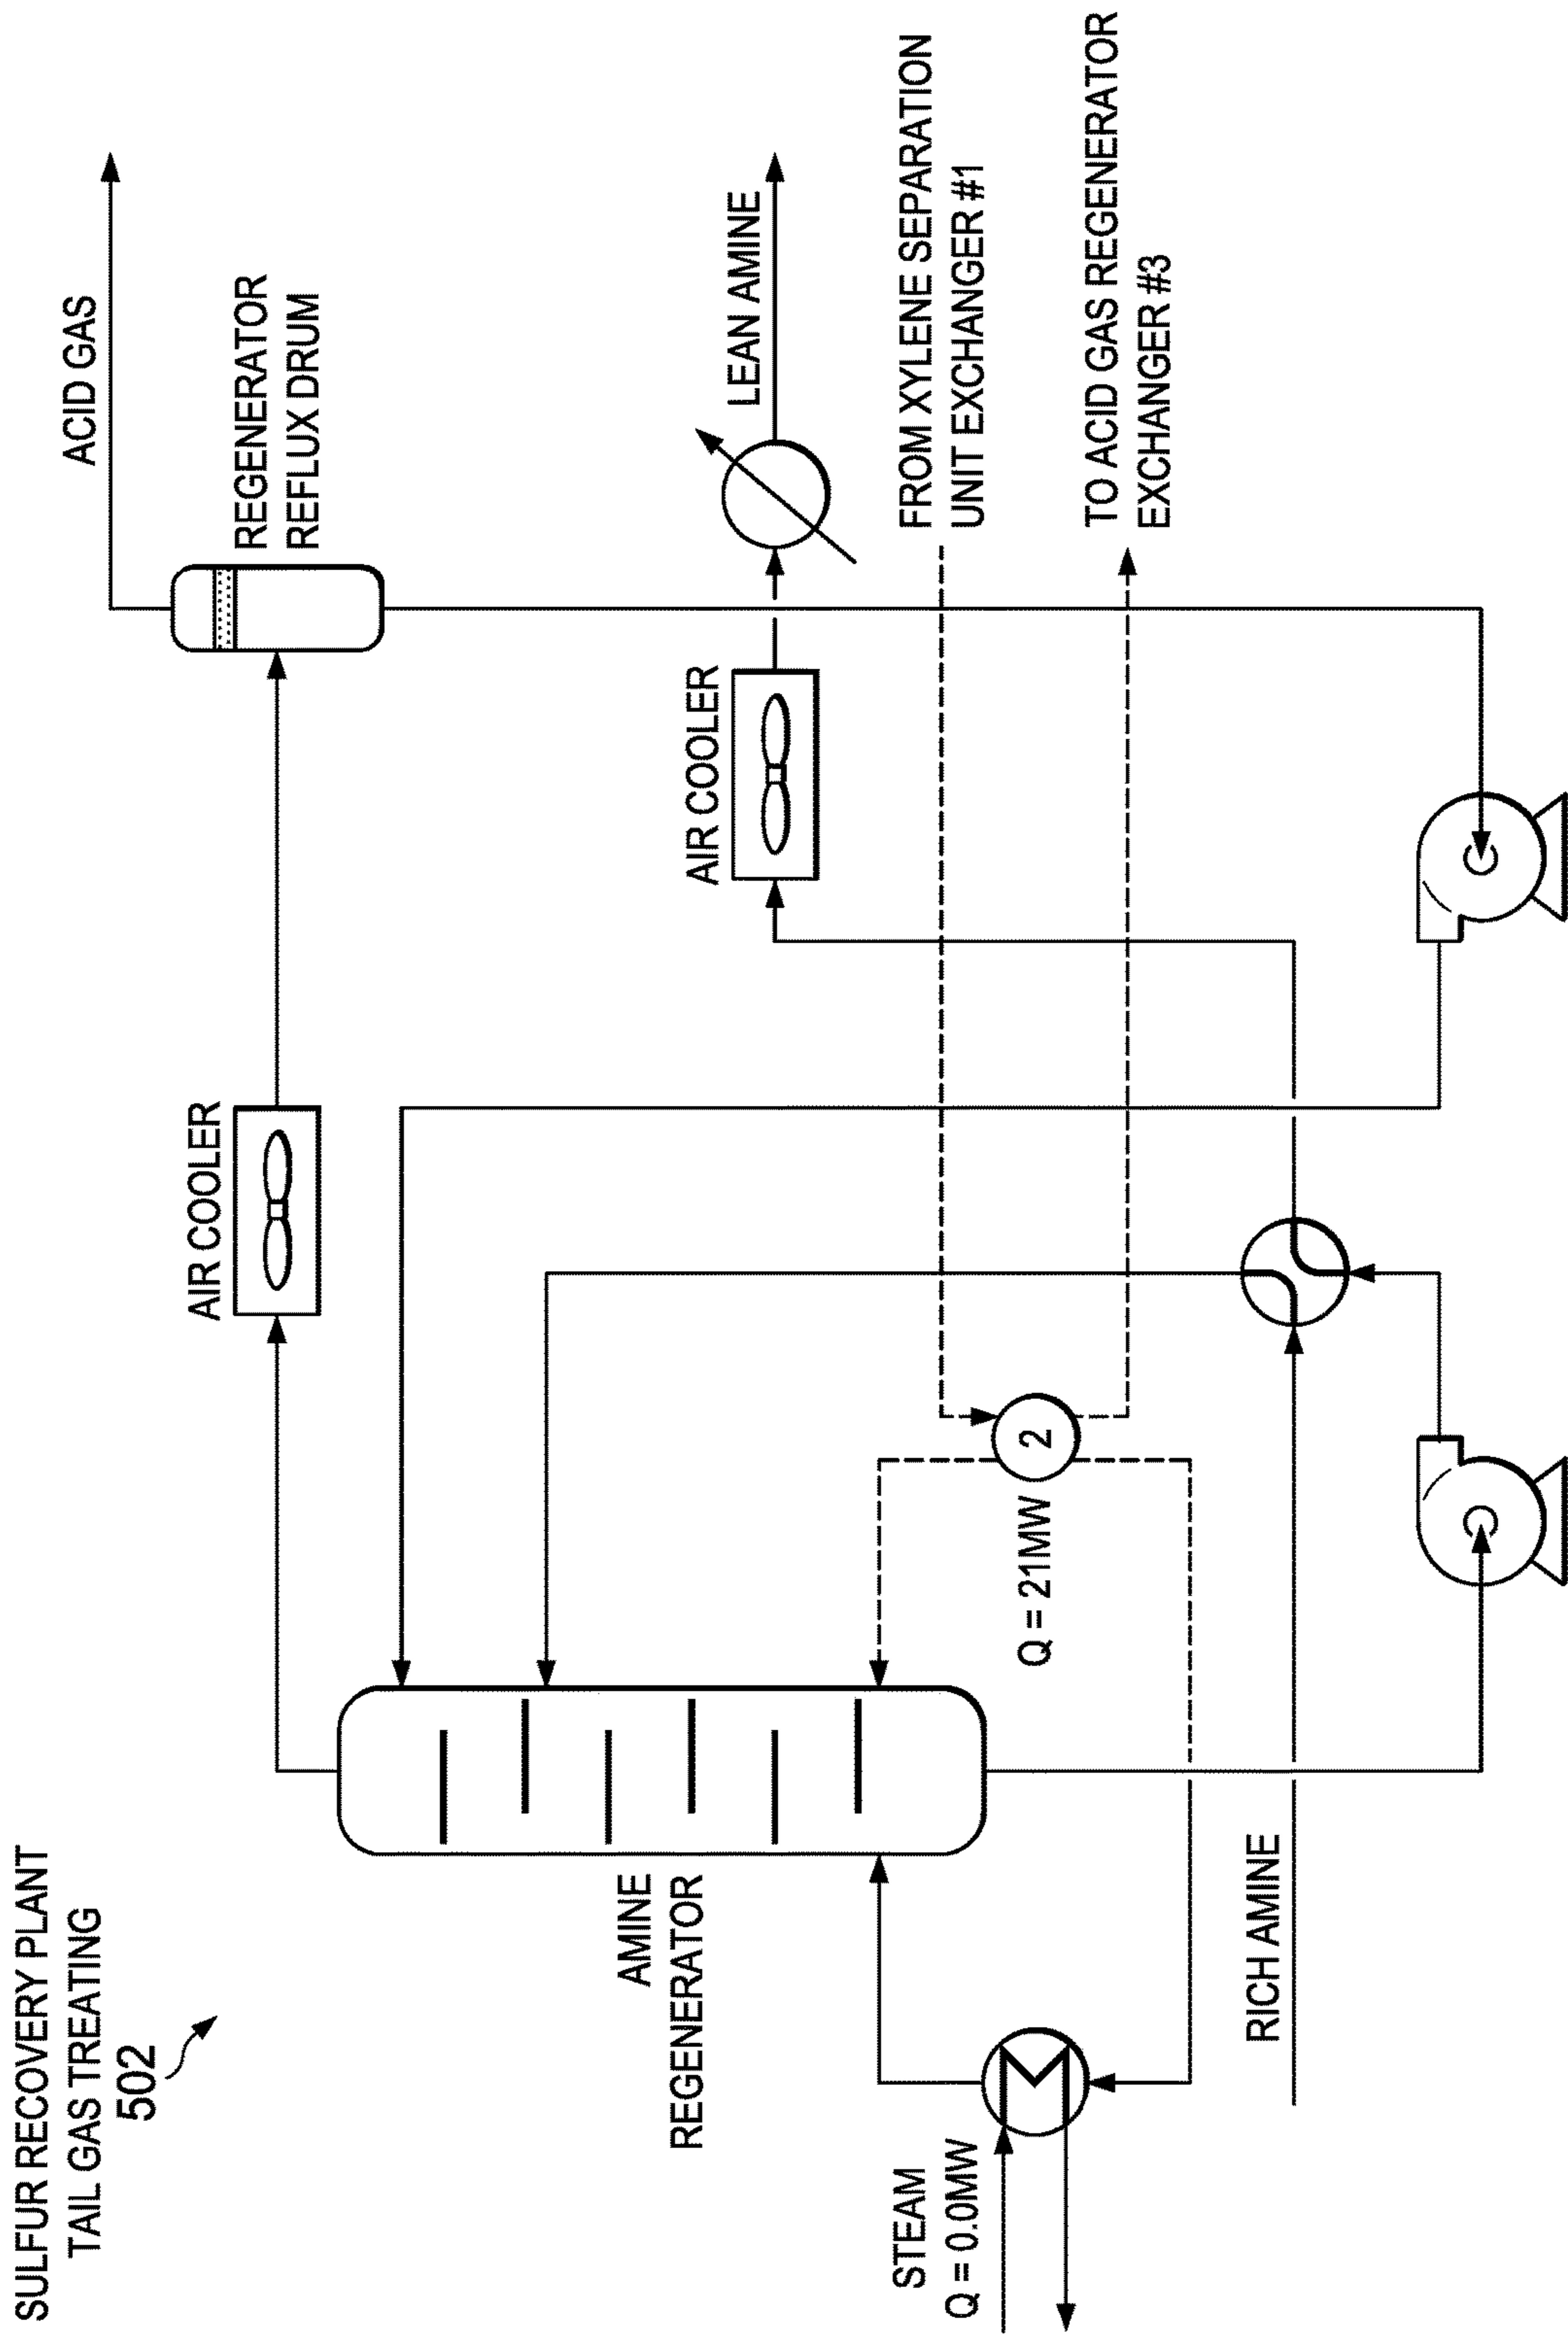 SULFUR RECOVERY PLANT
TAIL GAS TREATING
502
ACID GAS
AIR COOLER
REGENERATOR
REFLUX DRUM
AMINE
REGENERATOR
AIR COOLER
LEAN AMINE
STEAM
Q = 0.0MW
Q = 21MW
2
FROM XYLENE SEPARATION
UNIT EXCHANGER #1
TO ACID GAS REGENERATOR
EXCHANGER #3
RICH AMINE